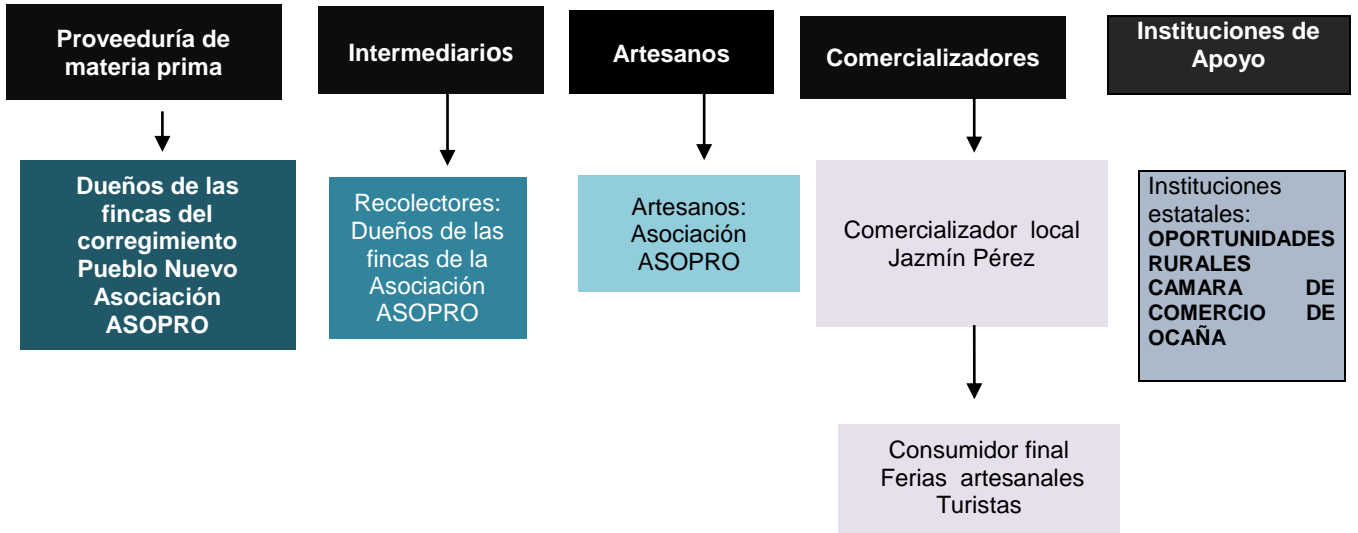 Proveeduría de
materia prima
Intermediarios
Artesanos
Comercializadores
Instituciones de
Apoyo
Dueños de las
fincas del
corregimiento
Pueblo Nuevo
Asociación
ASOPRO
Recolectores:
Dueños de las
fincas de la
Asociación
ASOPRO
Artesanos:
Asociación
ASOPRO
Comercializador local
Jazmín Pérez
Instituciones
estatales:
OPORTUNIDADES
RURALES
CAMARA DE
COMERCIO DE
OCAÑA
Consumidor final
Ferias artesanales
Turistas